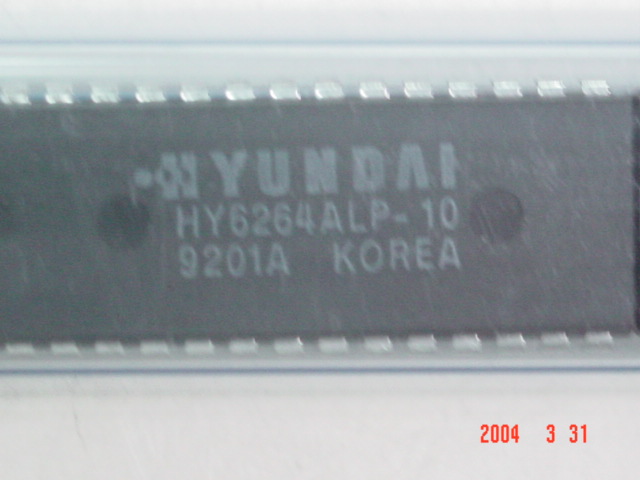 HYUNDAI
HY6264ALP-10
9201A KOREA
2004 3 31